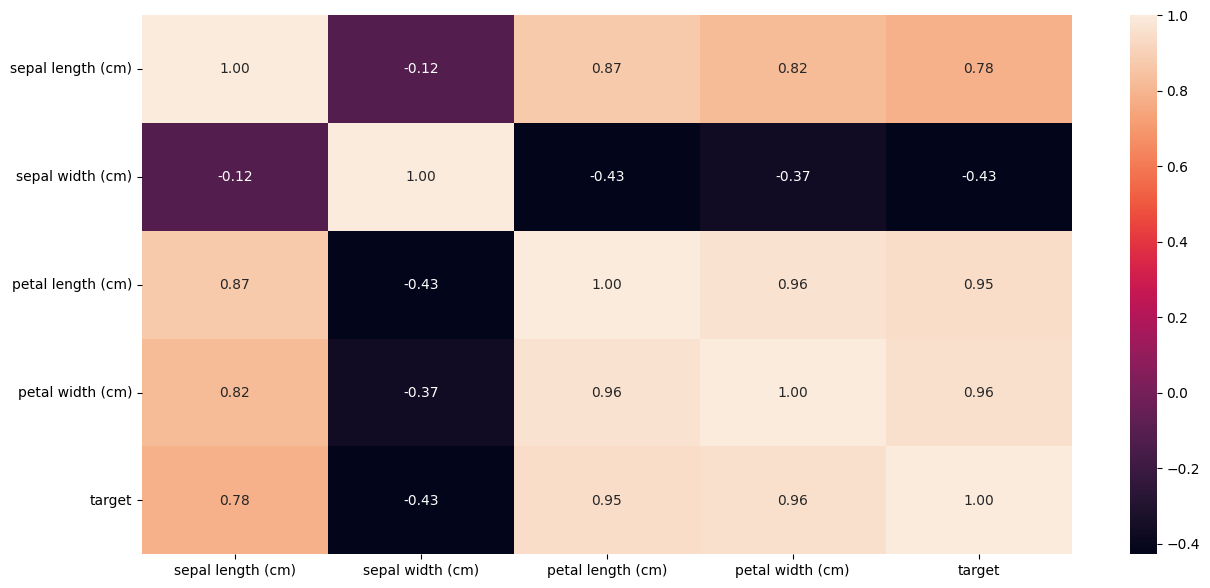 sepal length (cm) 1.00 -0.12 0.87 0.82 0.78
sepal width (cm) -0.12 1.00 -0.43 -0.37 -0.43
petal length (cm) 0.87 -0.43 1.00 0.96 0.95
petal width (cm) 0.82 -0.37 0.96 1.00 0.96
target 0.78 -0.43 0.95 0.96 1.00
sepal length (cm) sepal width (cm) petal length (cm) petal width (cm) target
1.0
0.8
0.6
0.4
0.2
0.0
−0.2
−0.4